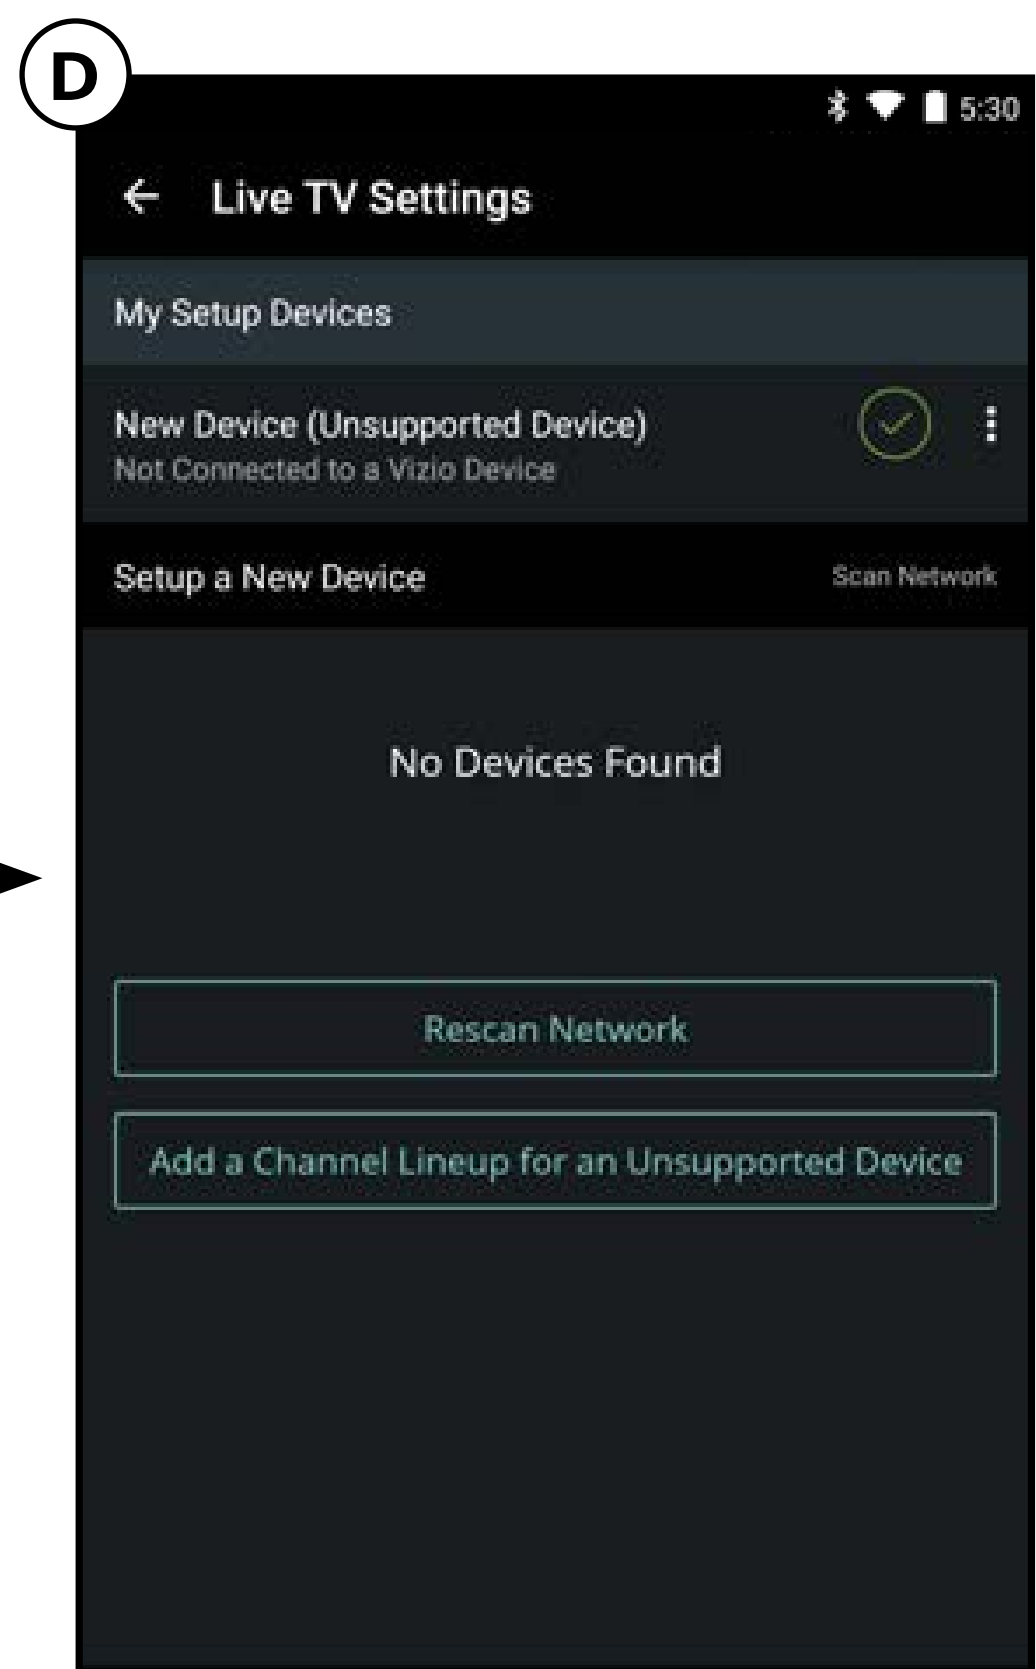 D
5:30
Live TV Settings
My Setup Devices
New Device (Unsupported Device)
Not Connected to a Vizio Device
Setup a New Device Scan Network
No Devices Found
Rescan Network
Add a Channel Lineup for an Unsupported Device